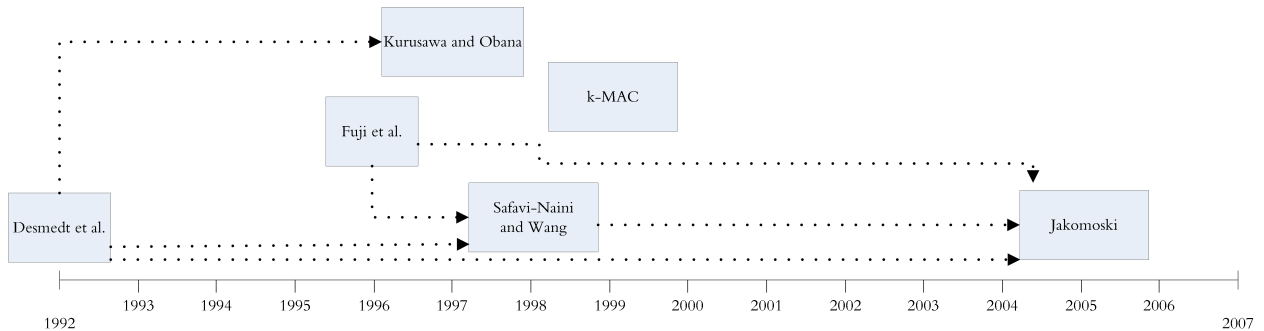 Kurusawa and Obana
k-MAC
Fuji et al.
Safavi-Naini
and Wang
Desmedt et al.
Jakomoski
1993 1994 1995 1996 1997 1998 1999 2000 2001 2002 2003 2004 2005 2006
1992 2007